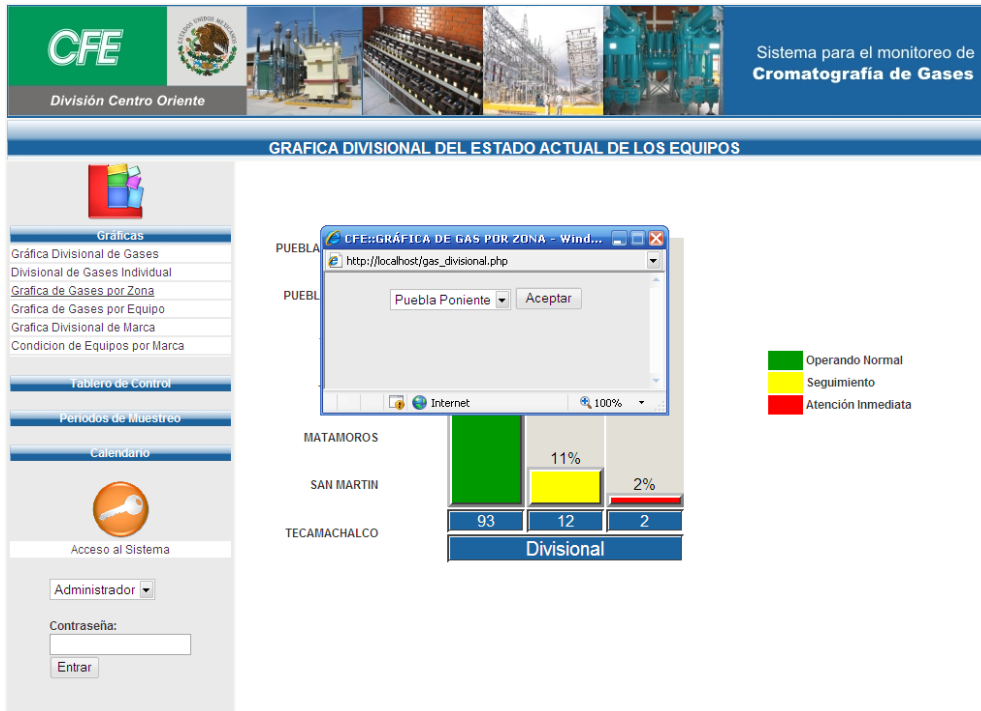 CFE
ESTADOS UNIDOS MEXICANOS
División Centro Oriente
Sistema para el monitoreo de
Cromatografía de Gases
GRAFICA DIVISIONAL DEL ESTADO ACTUAL DE LOS EQUIPOS
Gráficas
Gráfica Divisional de Gases
Divisional de Gases Individual
Grafica de Gases por Zona
Grafica de Gases por Equipo
Grafica Divisional de Marca
Condicion de Equipos por Marca
Tablero de Control
Periodos de Muestreo
Calendario
Acceso al Sistema
Administrador
Contraseña:
Entrar
PUEBLA
PUEBL
MATAMOROS
SAN MARTIN
TECAMACHALCO
CFE::GRÁFICA DE GAS POR ZONA - Wind...
http://localhost/gas_divisional.php
Puebla Poniente
Aceptar
Internet
100%
11%
2%
93
12
2
Divisional
Operando Normal
Seguimiento
Atención Inmediata